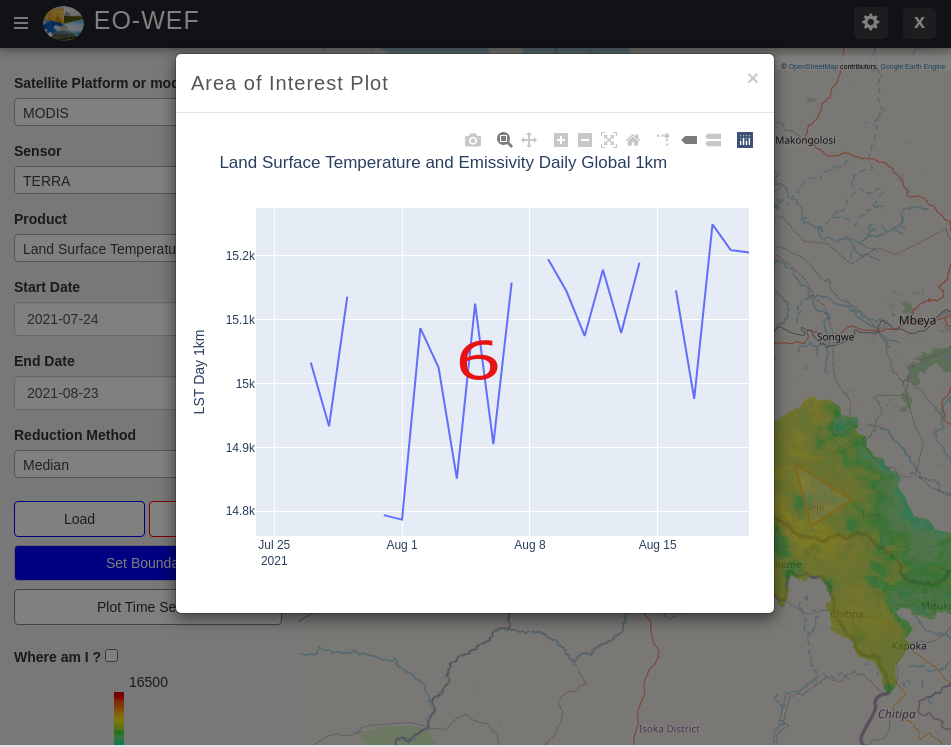 EO-WEF
X
© OpenStreetMap contributors. Google Earth Engine
Satellite Platform or mod
MODIS
Sensor
TERRA
Product
Land Surface Temperatu
Start Date
2021-07-24
End Date
2021-08-23
Reduction Method
Median
Load
Set Bounda
Plot Time Se
Where am I ?
16500
Area of Interest Plot
×
Land Surface Temperature and Emissivity Daily Global 1km
LST Day 1km
15.2k
15.1k
15k
14.9k
14.8k
Jul 25
2021
Aug 1
Aug 8
Aug 15
6
Makongolosi
Mbeya
Songwe
Ileje
Chitipa
Misuku
Kapoka
Chitipa
Isoka District